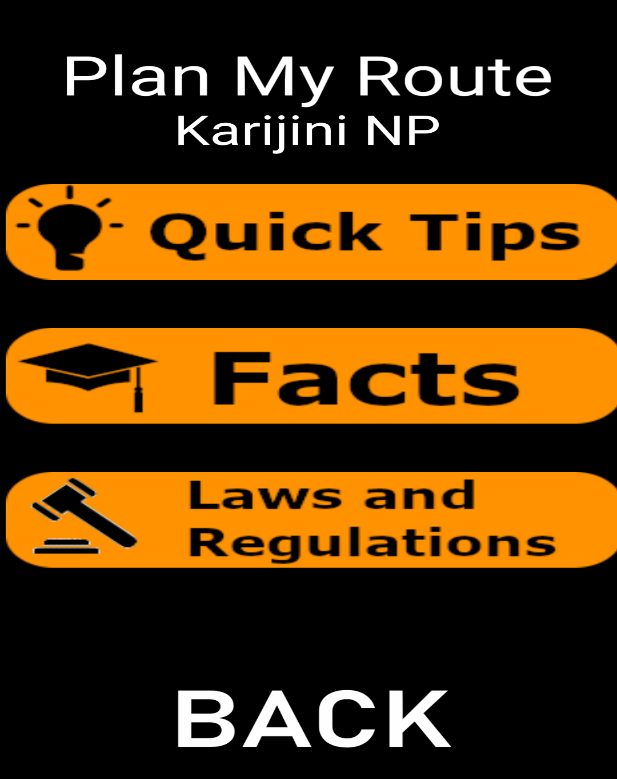 Plan My Route
Karijini NP
Quick Tips
Facts
Laws and
Regulations
BACK